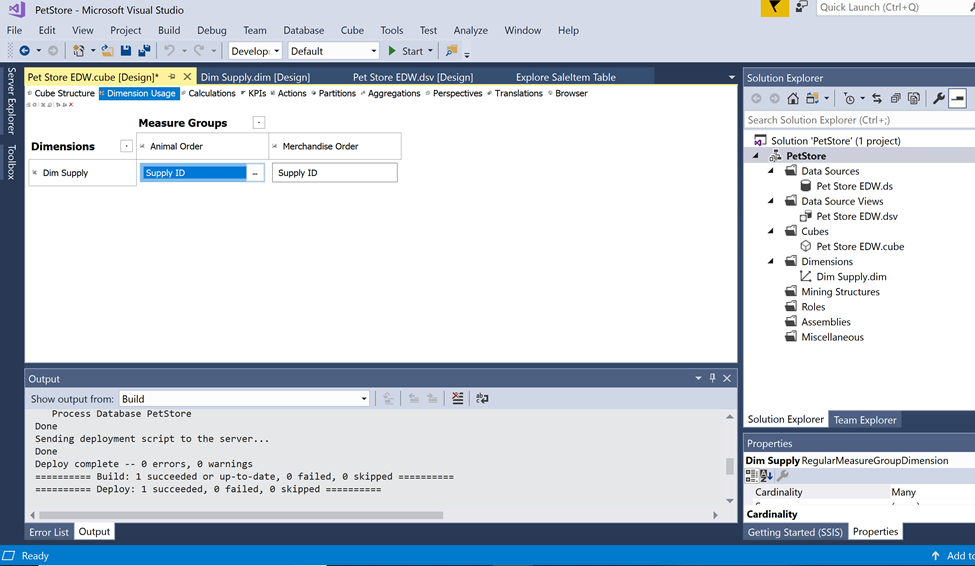 PetStore - Microsoft Visual Studio
Quick Launch (Ctrl+Q)
File Edit View Project Build Debug Team Database Cube Tools Test Analyze Window Help
Develop Default Start
Pet Store EDW.cube [Design]* Dim Supply.dim [Design] Pet Store EDW.dsv [Design] Explore SaleItem Table
Cube Structure Dimension Usage Calculations KPIs Actions Partitions Aggregations Perspectives Translations Browser
Server Explorer
Toolbox
Measure Groups
Dimensions Animal Order Merchandise Order
Dim Supply Supply ID ... Supply ID
Solution Explorer
Search Solution Explorer (Ctrl+;)
Solution 'PetStore' (1 project)
PetStore
Data Sources
Pet Store EDW.ds
Data Source Views
Pet Store EDW.dsv
Cubes
Pet Store EDW.cube
Dimensions
Dim Supply.dim
Mining Structures
Roles
Assemblies
Miscellaneous
Solution Explorer Team Explorer
Output
Show output from: Build
Process Database PetStore
Done
Sending deployment script to the server...
Done
Deploy complete -- 0 errors, 0 warnings
========== Build: 1 succeeded or up-to-date, 0 failed, 0 skipped ==========
========== Deploy: 1 succeeded, 0 failed, 0 skipped ==========
Error List Output
Properties
Dim Supply RegularMeasureGroupDimension
Cardinality Many
Cardinality
Getting Started (SSIS) Properties
Ready
Add to